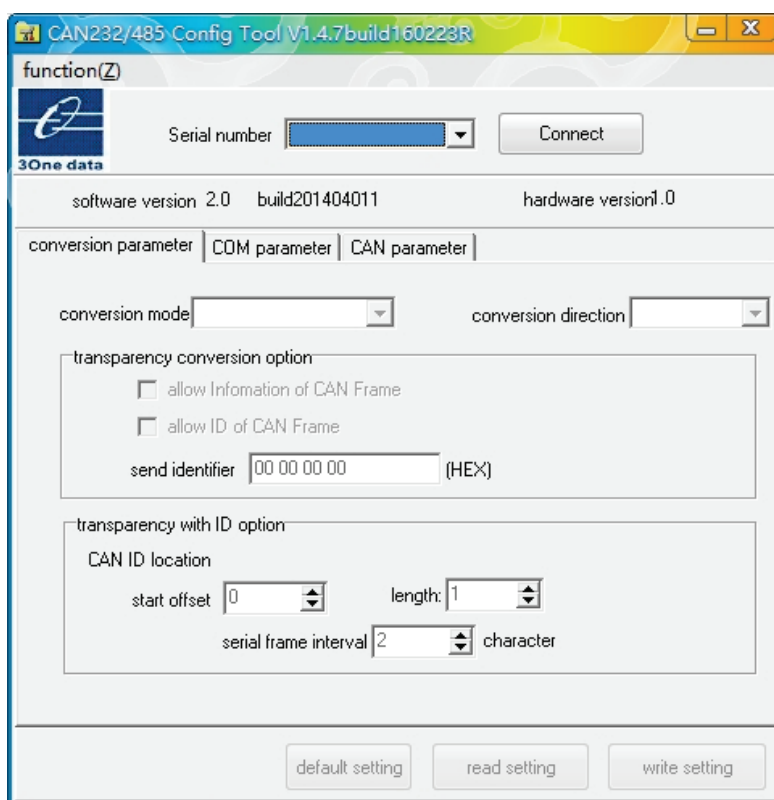 CAN232/485 Config Tool V1.4.7build160223R
function(Z)
3One data
Serial number Connect
software version 2.0 build201404011 hardware version1.0
conversion parameter COM parameter CAN parameter
conversion mode conversion direction
transparency conversion option
allow Infomation of CAN Frame
allow ID of CAN Frame
send identifier 00 00 00 00 (HEX)
transparency with ID option
CAN ID location
start offset 0 length: 1
serial frame interval 2 character
default setting read setting write setting